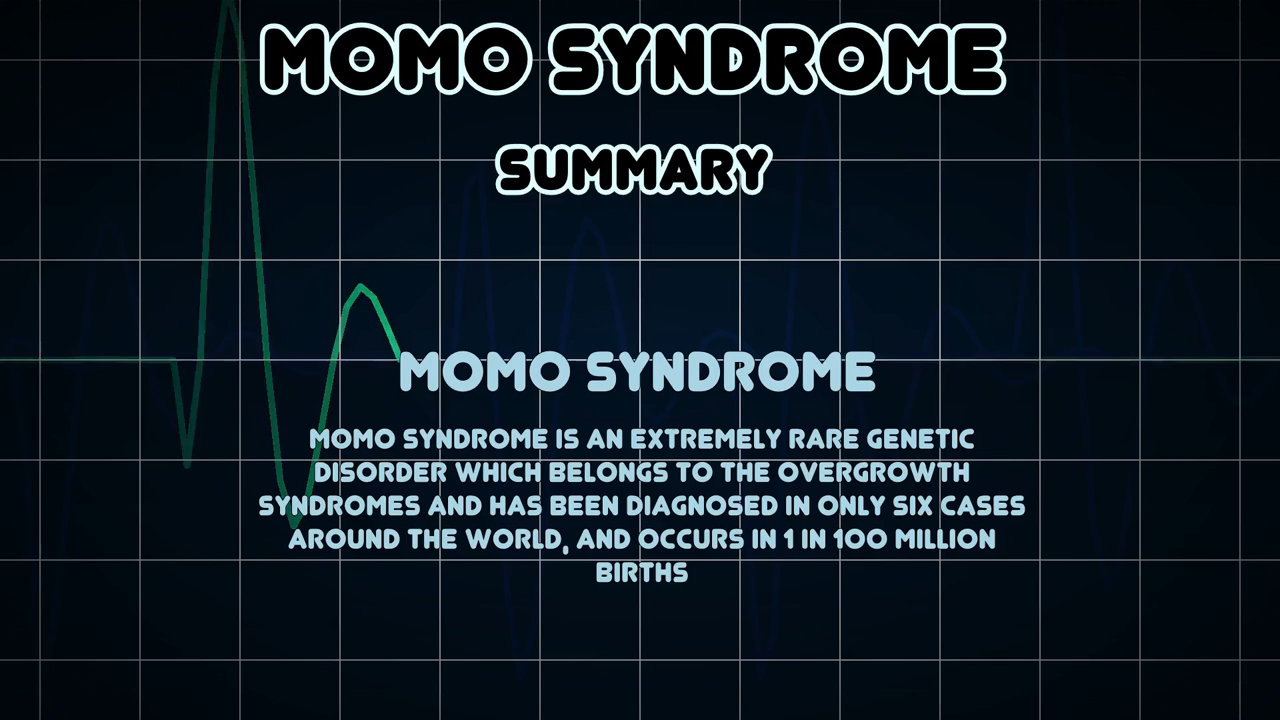 MOMO SYNDROME
SUMMARY
MOMO SYNDROME
MOMO SYNDROME IS AN EXTREMELY RARE GENETIC
DISORDER WHICH BELONGS TO THE OVERGROWTH
SYNDROMES AND HAS BEEN DIAGNOSED IN ONLY SIX CASES
AROUND THE WORLD, AND OCCURS IN 1 IN 100 MILLION
BIRTHS